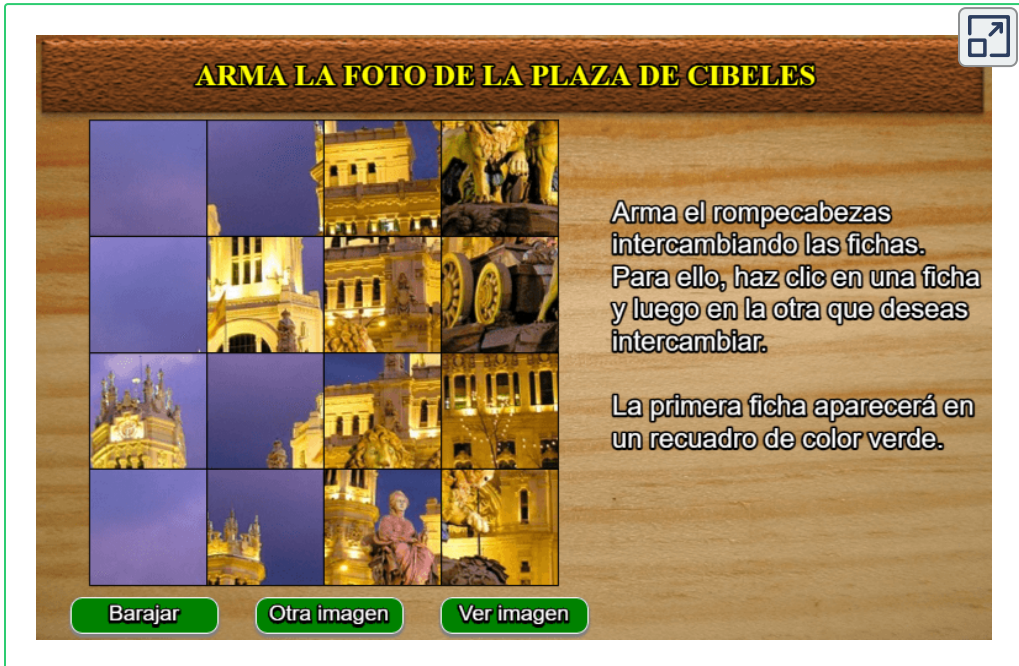 ARMA LA FOTO DE LA PLAZA DE CIBELES
Arma el rompecabezas
intercambiando las fichas.
Para ello, haz clic en una ficha
y luego en la otra que deseas
intercambiar.
La primera ficha aparecerá en
un recuadro de color verde.
Barajar
Otra imagen
Ver imagen